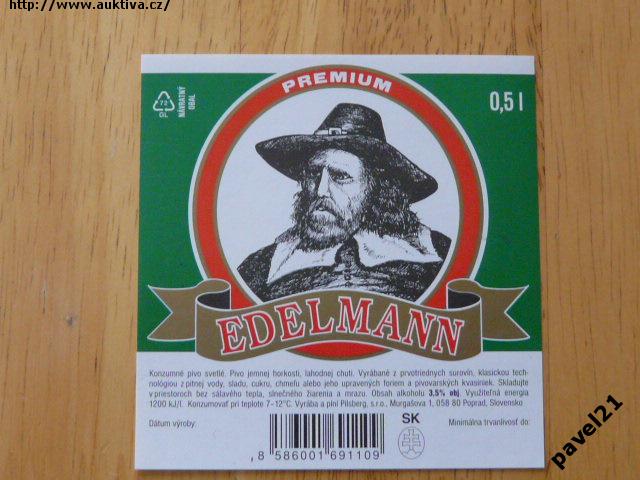 http://www.auktiva.cz/
PREMIUM
72
NÁVRATNÝ
OBAL
0,5 l
EDELMANN
Konzumné pivo svetlé. Pivo jemnej horkosti, lahodnej chuti. Vyrábané z prvotriednych surovín, klasickou tech-
nológiou z pitnej vody, sladu, cukru, chmeľu alebo jeho upravených foriem a pivovarských kvasiniek. Skladujte
v priestoroch bez sálavého tepla, slnečného žiarenia a mrazu. Obsah alkoholu 3,5% obj. Využiteľná energia
1200 kJ/l. Konzumovať pri teplote 7–12°C. Vyrába a plní Pilsberg, s.r.o., Murgašova 1, 058 80 Poprad, Slovensko
Dátum výroby:
SK
Minimálna trvanlivosť do:
8 586001 691109
pavel21